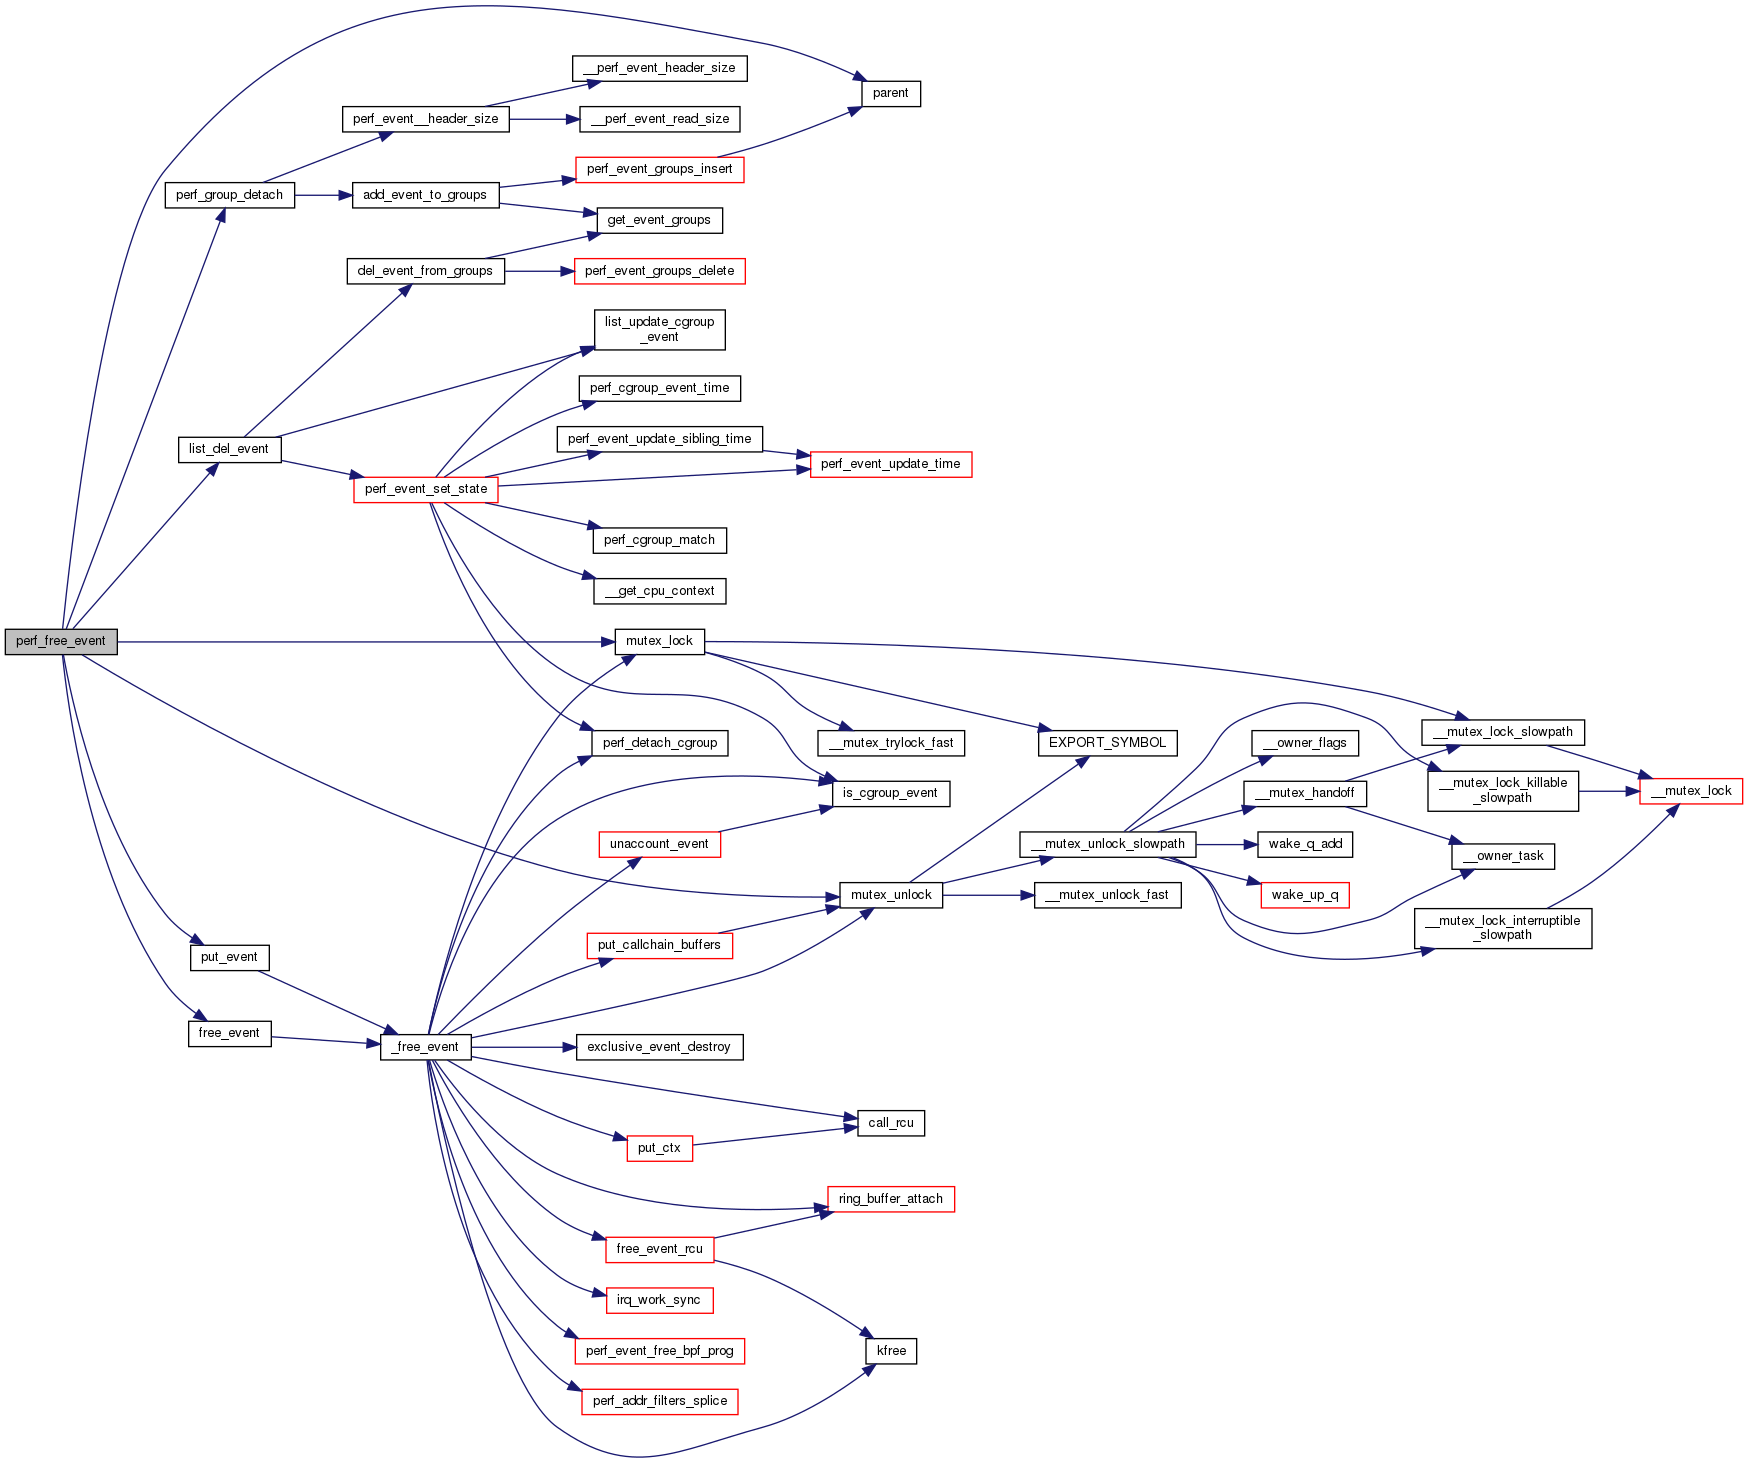 __perf_event_header_size
parent
perf_event__header_size
__perf_event_read_size
perf_event_groups_insert
perf_group_detach
add_event_to_groups
get_event_groups
del_event_from_groups
perf_event_groups_delete
list_update_cgroup
_event
perf_cgroup_event_time
perf_event_update_sibling_time
list_del_event
perf_event_update_time
perf_event_set_state
perf_cgroup_match
__get_cpu_context
perf_free_event
mutex_lock
__mutex_lock_slowpath
perf_detach_cgroup
__mutex_trylock_fast
EXPORT_SYMBOL
__owner_flags
is_cgroup_event
__mutex_handoff
__mutex_lock_killable
_slowpath
__mutex_lock
unaccount_event
__mutex_unlock_slowpath
wake_q_add
__owner_task
mutex_unlock
__mutex_unlock_fast
wake_up_q
__mutex_lock_interruptible
_slowpath
put_callchain_buffers
put_event
free_event
_free_event
exclusive_event_destroy
call_rcu
put_ctx
ring_buffer_attach
free_event_rcu
irq_work_sync
perf_event_free_bpf_prog
kfree
perf_addr_filters_splice